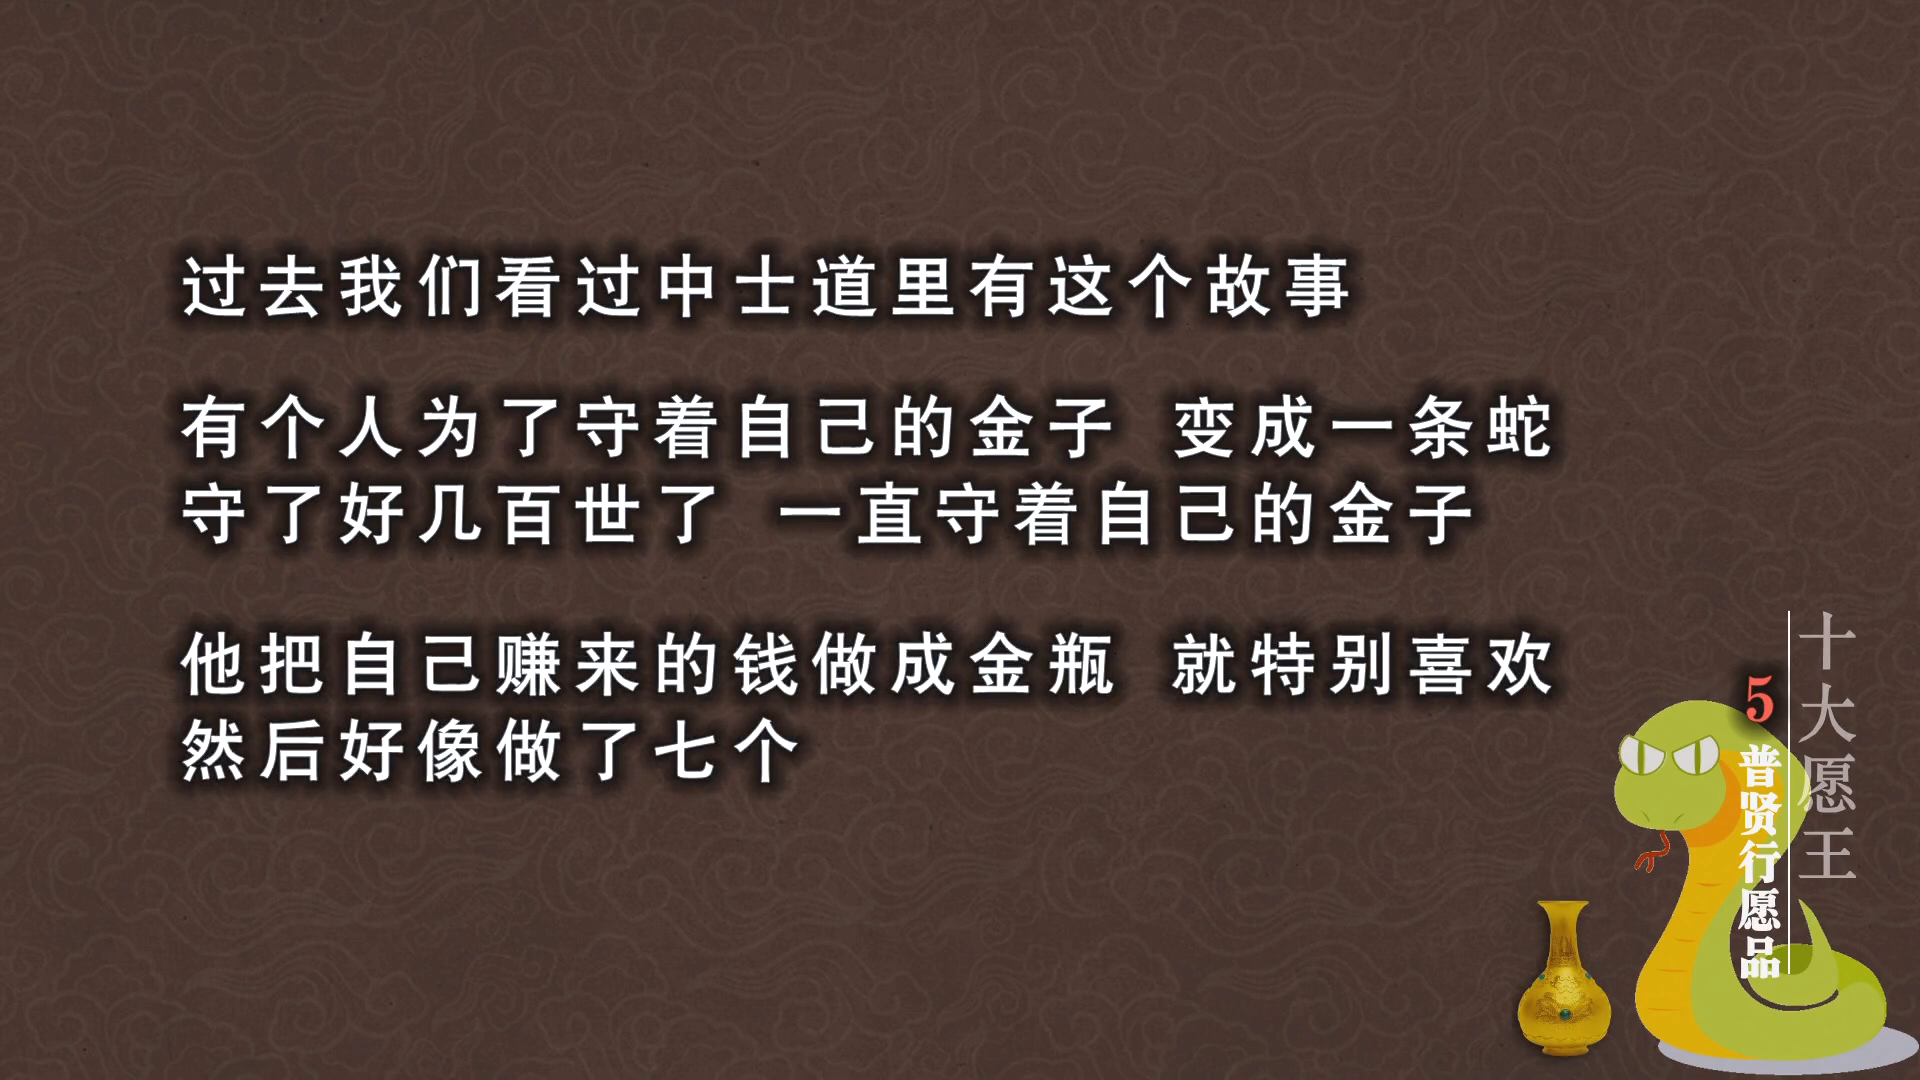 过去我们看过中士道里有这个故事
有个人为了守着自己的金子 变成一条蛇
守了好几百世了 一直守着自己的金子
他把自己赚来的钱做成金瓶 就特别喜欢
然后好像做了七个
十大愿王
5 普贤行愿品